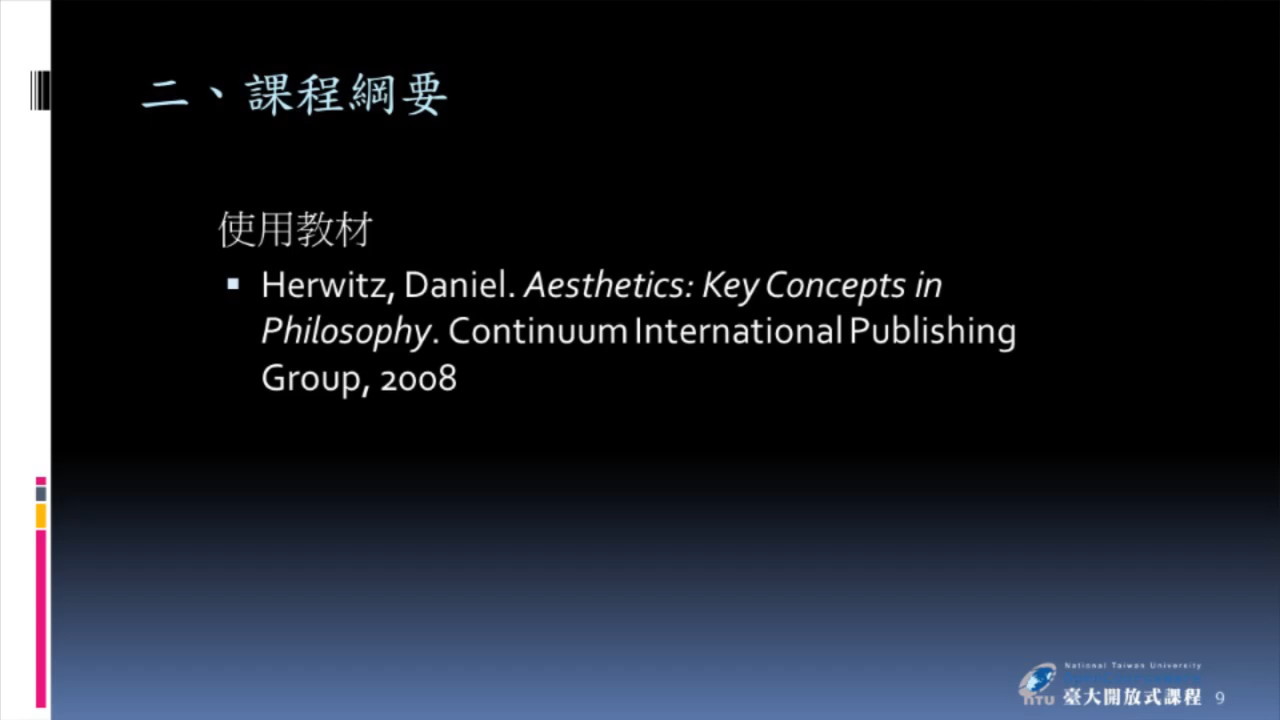 二、課程綱要
使用教材
Herwitz, Daniel. Aesthetics: Key Concepts in
Philosophy. Continuum International Publishing
Group, 2008
National Taiwan University
NTU 臺大開放式課程 9